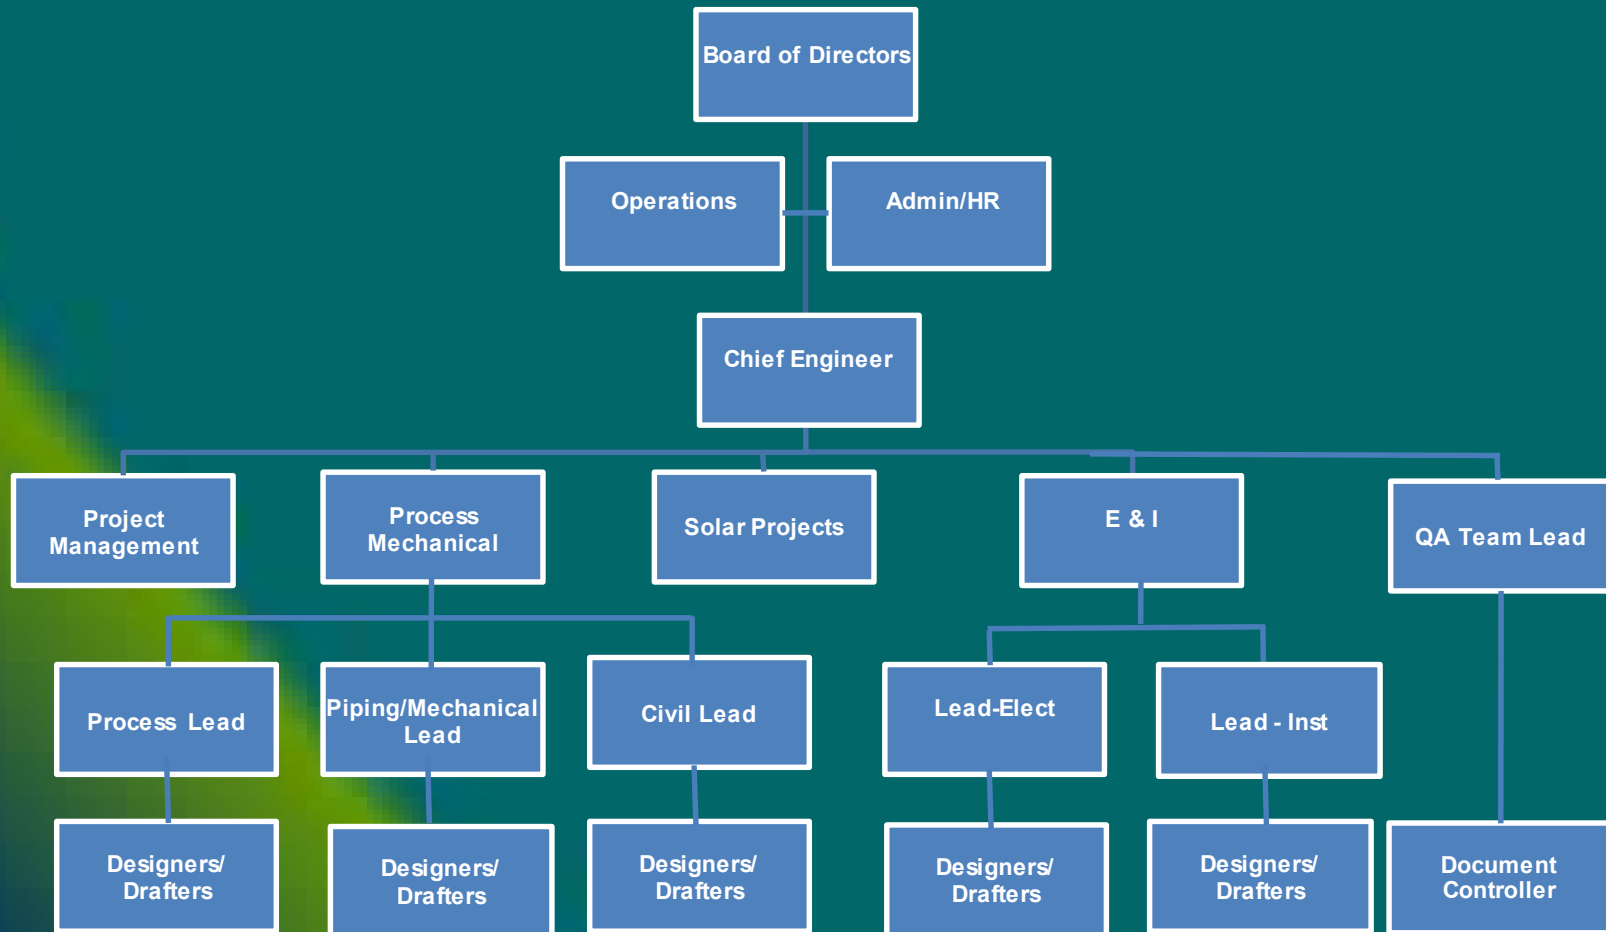 Board of Directors
Operations
Admin/HR
Chief Engineer
Project
Management
Process
Mechanical
Solar Projects
E & I
QA Team Lead
Process Lead
Piping/Mechanical
Lead
Civil Lead
Lead-Elect
Lead - Inst
Designers/
Drafters
Designers/
Drafters
Designers/
Drafters
Designers/
Drafters
Designers/
Drafters
Document
Controller